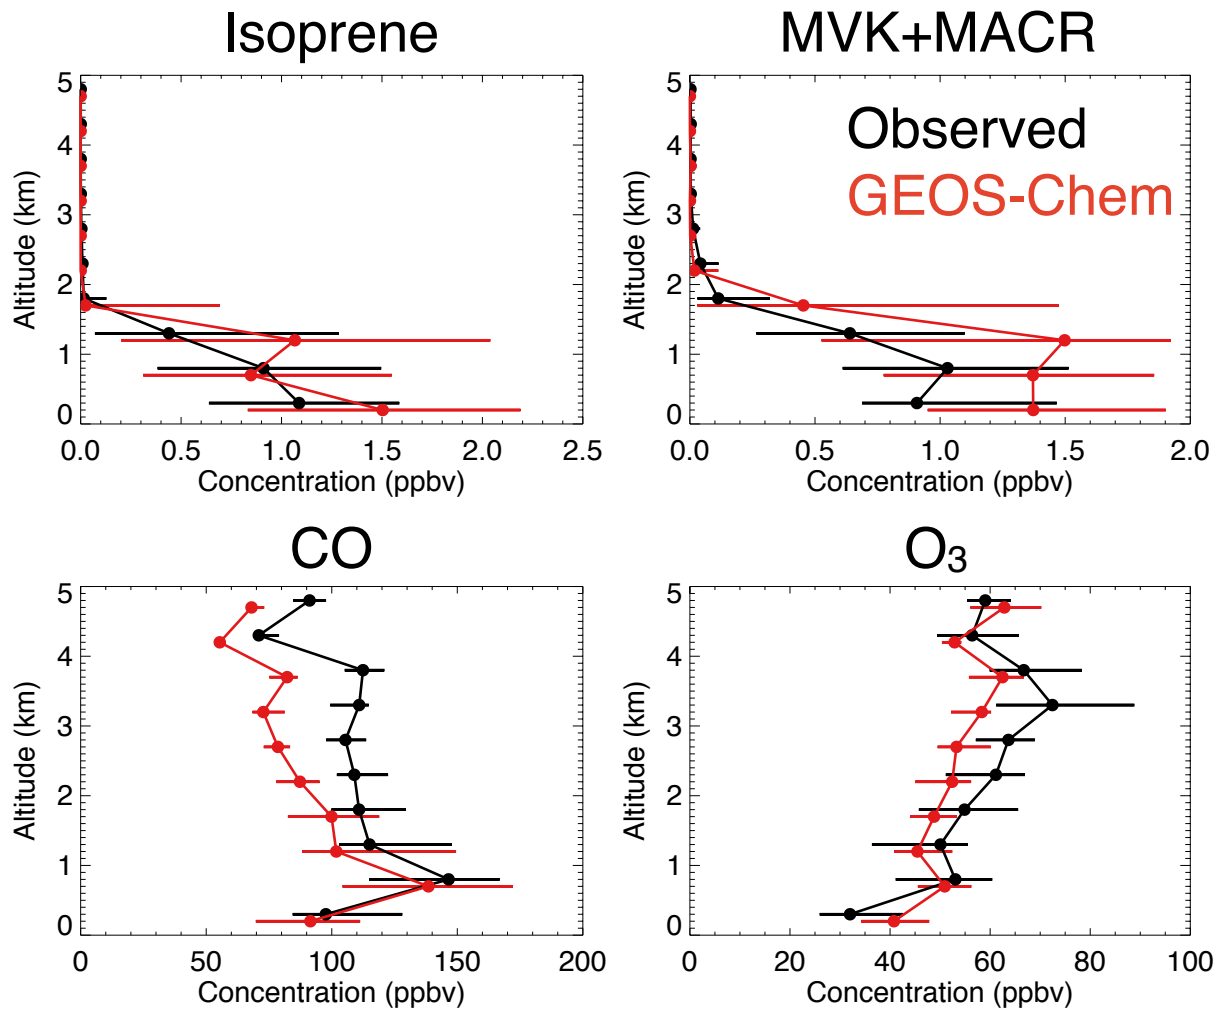 Isoprene
MVK+MACR
5
4
3
2
1
0
Altitude (km)
0.0 0.5 1.0 1.5 2.0 2.5
Concentration (ppbv)
5
4
3
2
1
0
Altitude (km)
Observed
GEOS-Chem
0.0 0.5 1.0 1.5 2.0
Concentration (ppbv)
CO
O₃
5
4
3
2
1
0
Altitude (km)
0 50 100 150 200
Concentration (ppbv)
5
4
3
2
1
0
Altitude (km)
0 20 40 60 80 100
Concentration (ppbv)